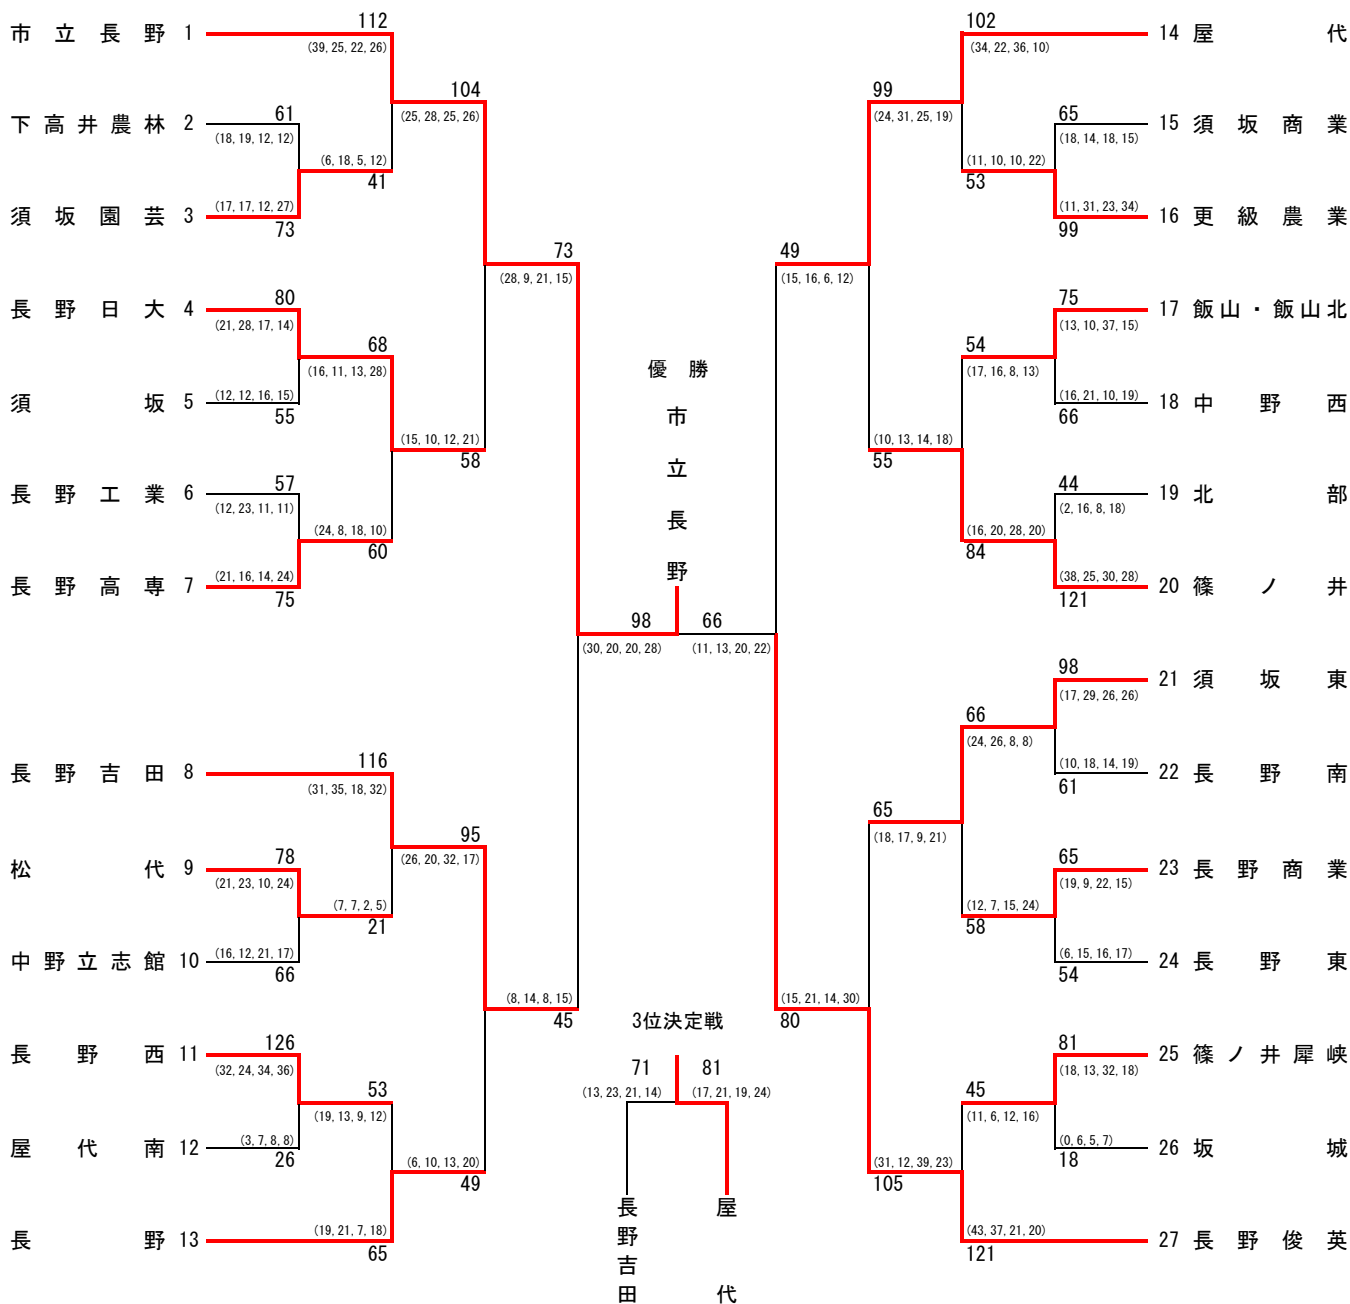 市立長野 1
112
(39, 25, 22, 26)
104
(25, 28, 25, 26)
下高井農林 2
61
(18, 19, 12, 12)
(6, 18, 5, 12)
41
須坂園芸 3
(17, 17, 12, 27)
73
73
(28, 9, 21, 15)
長野日大 4
80
(21, 28, 17, 14)
68
(16, 11, 13, 28)
須坂 5
(12, 12, 16, 15)
55
(15, 10, 12, 21)
58
長野工業 6
57
(12, 23, 11, 11)
(24, 8, 18, 10)
60
長野高専 7
(21, 16, 14, 24)
75
長野吉田 8
116
(31, 35, 18, 32)
95
(26, 20, 32, 17)
松代 9
78
(21, 23, 10, 24)
(7, 7, 2, 5)
21
中野立志館 10
(16, 12, 21, 17)
66
(8, 14, 8, 15)
45
長野西 11
126
(32, 24, 34, 36)
53
(19, 13, 9, 12)
屋代南 12
(3, 7, 8, 8)
26
(6, 10, 13, 20)
49
長野 13
(19, 21, 7, 18)
65
優勝
市立長野
98
(30, 20, 20, 28)
66
(11, 13, 20, 22)
3位決定戦
71
(13, 23, 21, 14)
81
(17, 21, 19, 24)
長野吉田
屋代
102
(34, 22, 36, 10)
14 屋代
99
(24, 31, 25, 19)
65
(18, 14, 18, 15)
15 須坂商業
(11, 10, 10, 22)
53
(11, 31, 23, 34)
99
16 更級農業
49
(15, 16, 6, 12)
75
(13, 10, 37, 15)
17 飯山・飯山北
54
(17, 16, 8, 13)
(16, 21, 10, 19)
66
18 中野西
(10, 13, 14, 18)
55
44
(2, 16, 8, 18)
19 北部
(16, 20, 28, 20)
84
(38, 25, 30, 28)
121
20 篠ノ井
98
(17, 29, 26, 26)
21 須坂東
66
(24, 26, 8, 8)
(10, 18, 14, 19)
61
22 長野南
65
(18, 17, 9, 21)
65
(19, 9, 22, 15)
23 長野商業
(12, 7, 15, 24)
58
(6, 15, 16, 17)
54
24 長野東
(15, 21, 14, 30)
80
81
(18, 13, 32, 18)
25 篠ノ井犀峡
45
(11, 6, 12, 16)
(0, 6, 5, 7)
18
26 坂城
(31, 12, 39, 23)
105
(43, 37, 21, 20)
121
27 長野俊英